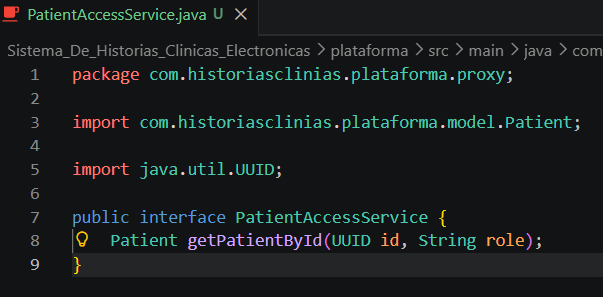 PatientAccessService.java U X
Sistema_De_Historias_Clinicas_Electronicas > plataforma > src > main > java > com
1 package com.historiasclinias.plataforma.proxy;
2
3 import com.historiasclinias.plataforma.model.Patient;
4
5 import java.util.UUID;
6
7 public interface PatientAccessService {
8 Patient getPatientById(UUID id, String role);
9 }